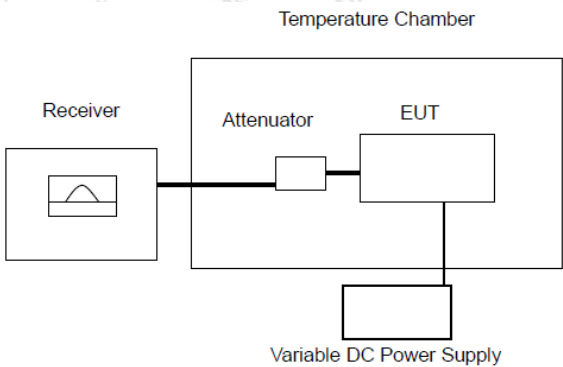 Temperature Chamber
Receiver
Attenuator
EUT
Variable DC Power Supply